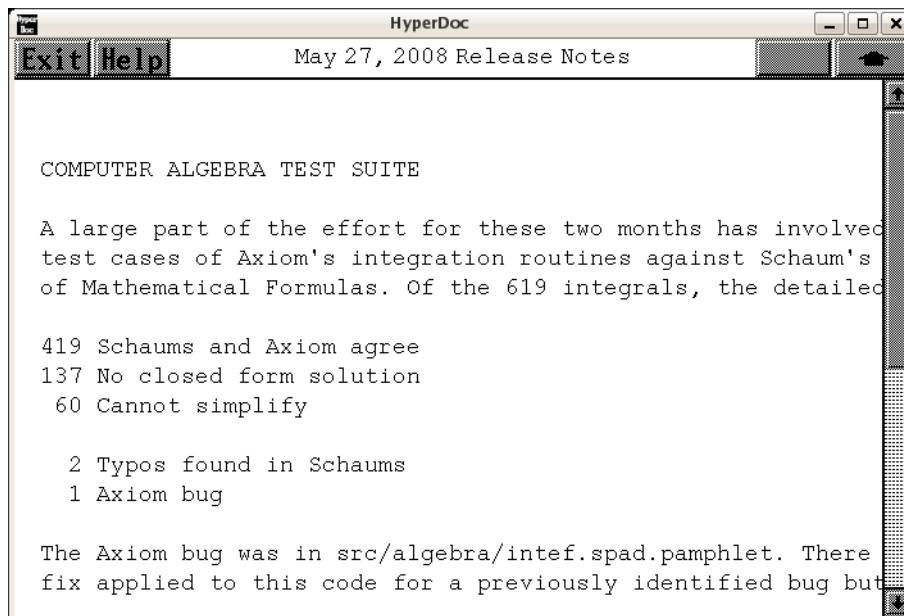 Hyper Doc
HyperDoc
Exit Help May 27, 2008 Release Notes
COMPUTER ALGEBRA TEST SUITE
A large part of the effort for these two months has involved
test cases of Axiom's integration routines against Schaum's
of Mathematical Formulas. Of the 619 integrals, the detailed
419 Schaums and Axiom agree
137 No closed form solution
60 Cannot simplify
2 Typos found in Schaums
1 Axiom bug
The Axiom bug was in src/algebra/intef.spad.pamphlet. There
fix applied to this code for a previously identified bug but